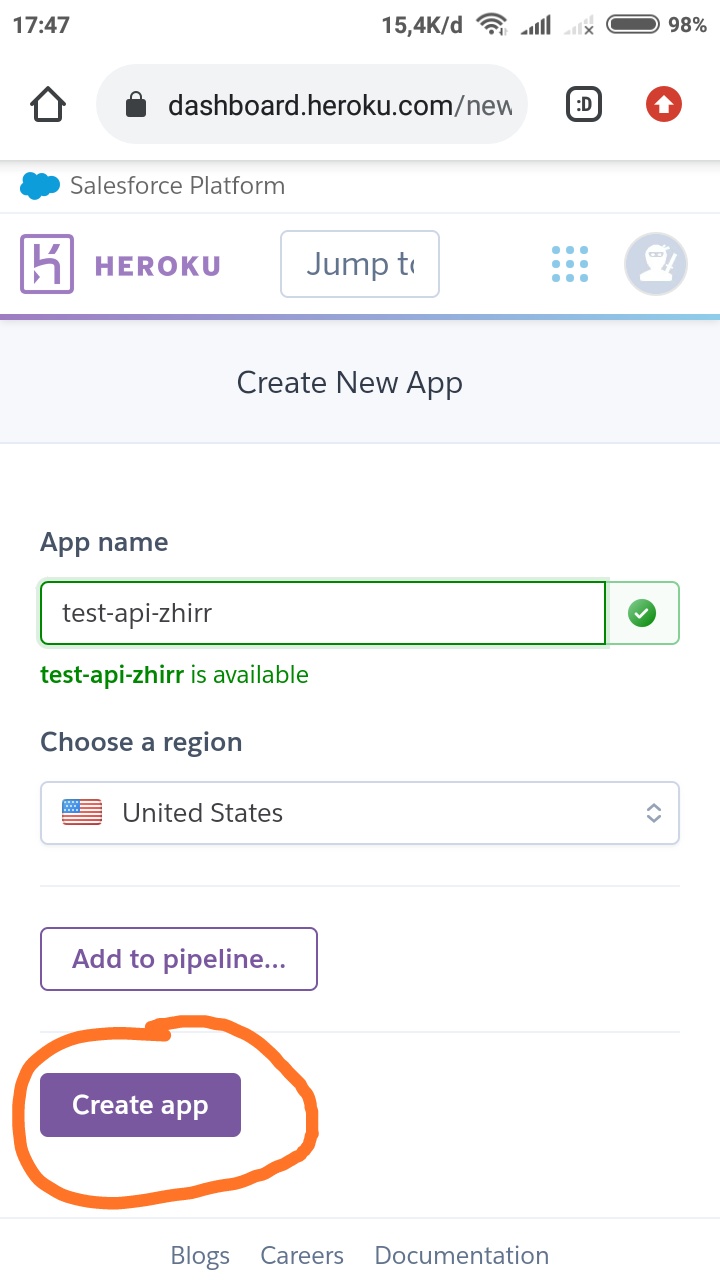 17:47 15,4K/d 98%
dashboard.heroku.com/new :D
Salesforce Platform
HEROKU Jump to
Create New App
App name
test-api-zhirr
test-api-zhirr is available
Choose a region
United States
Add to pipeline...
Create app
Blogs Careers Documentation